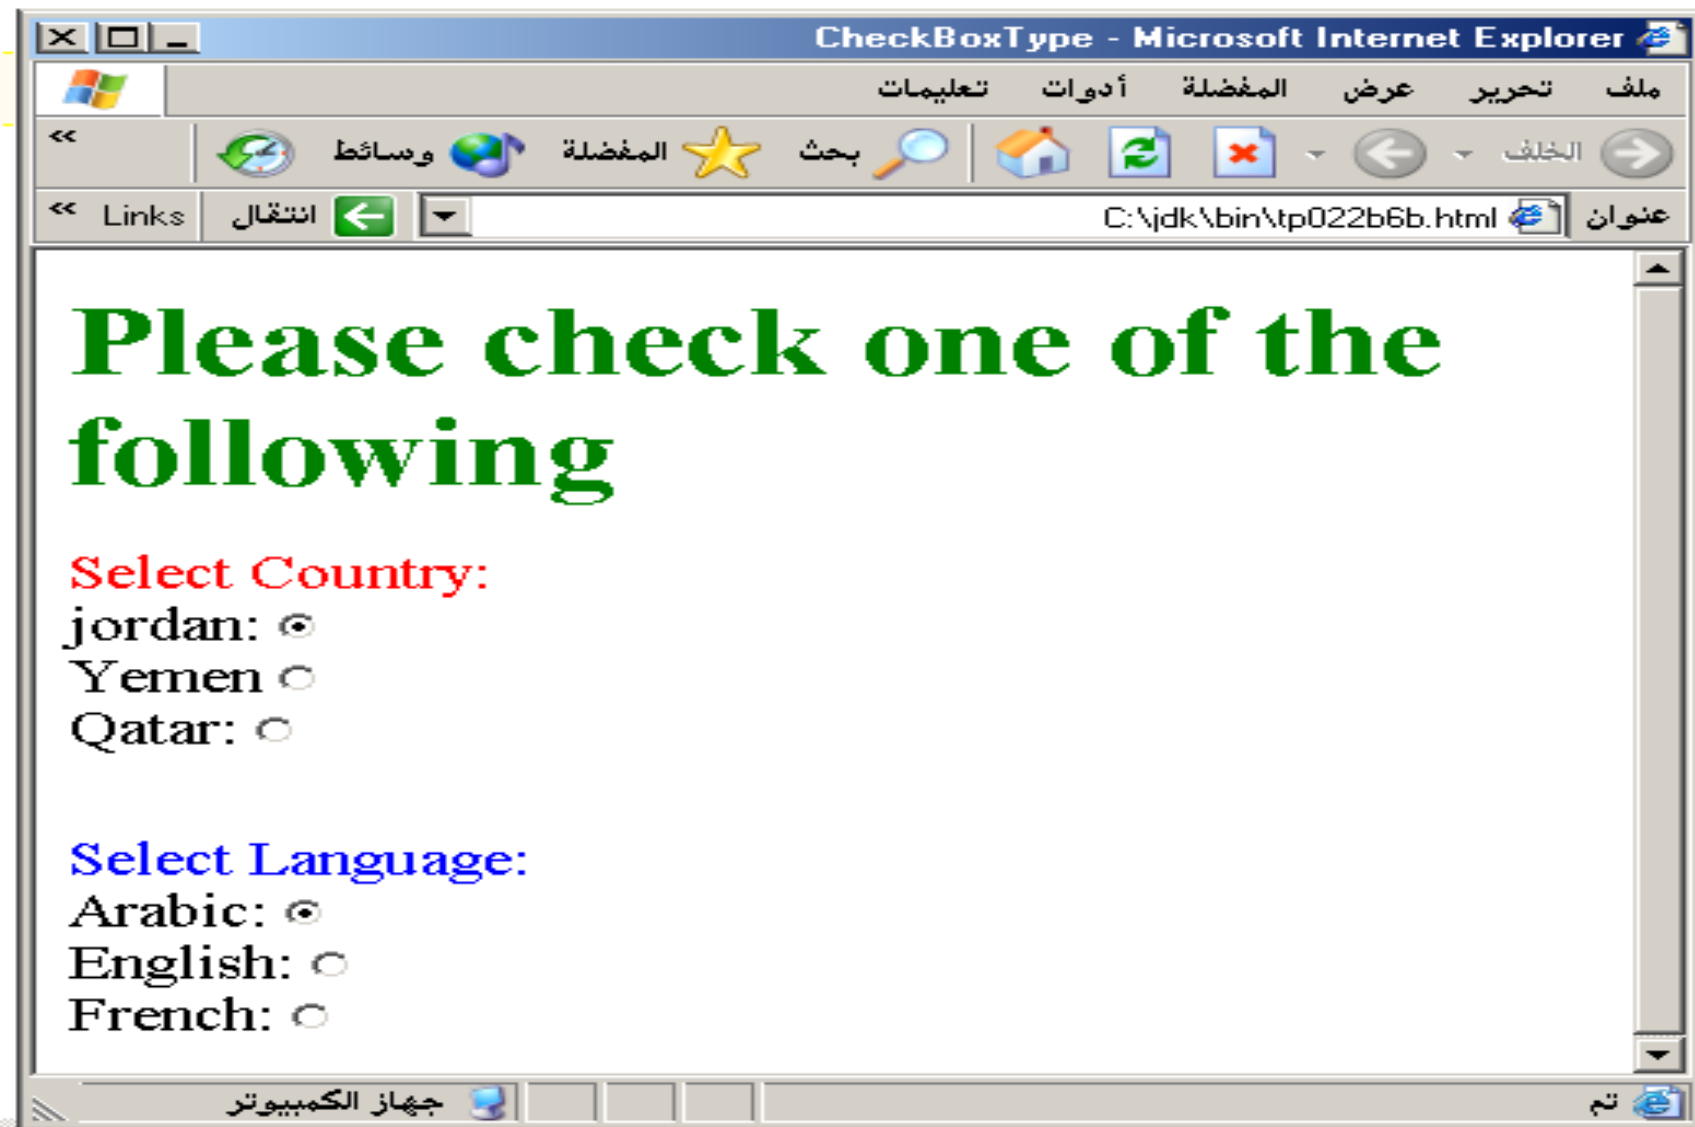 CheckBoxType - Microsoft Internet Explorer
ملف تحرير عرض المفضلة أدوات تعليمات
الخلف بحث المفضلة وسائط »
عنوان C:\jdk\bin\tp022b6b.html انتقال Links »
Please check one of the
following
Select Country:
jordan:
Yemen
Qatar:
Select Language:
Arabic:
English:
French:
تم جهاز الكمبيوتر